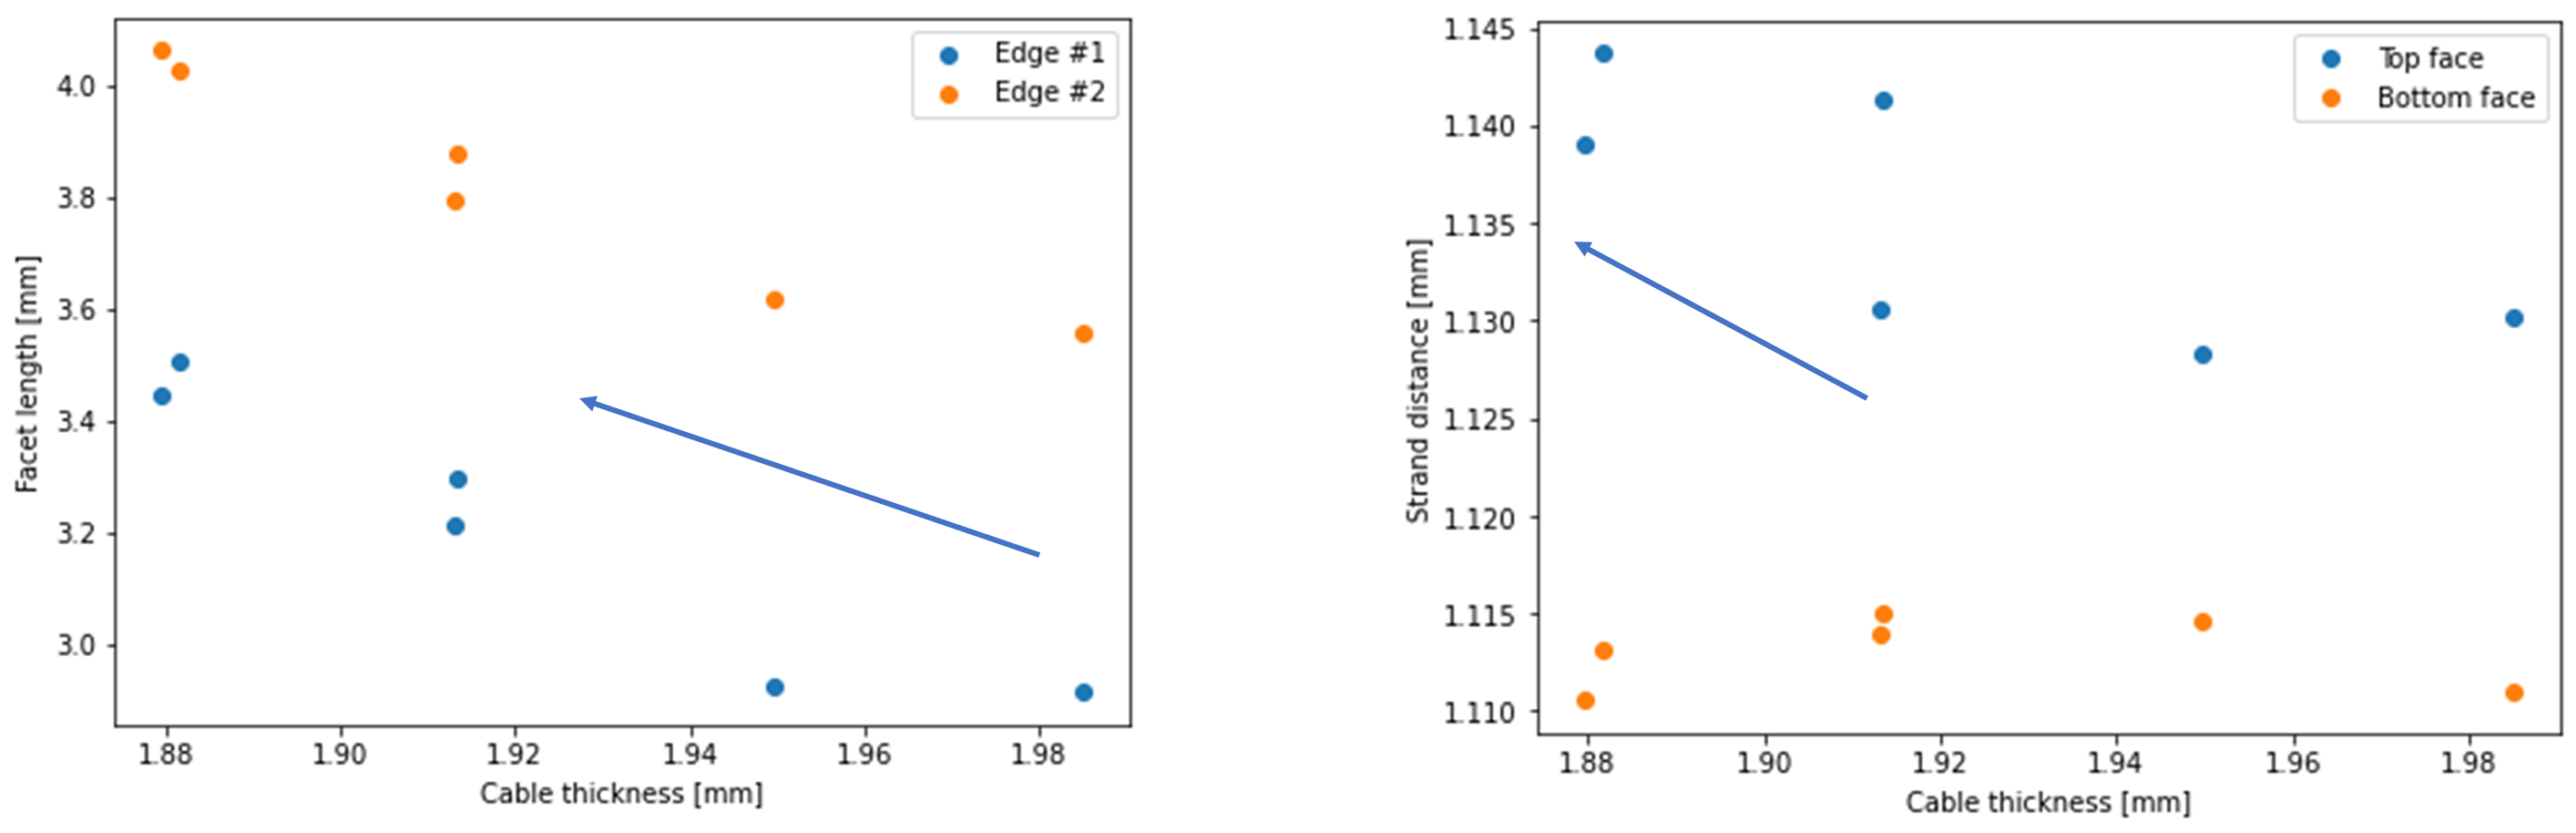 Edge #1
Edge #2
4.0
3.8
3.6
3.4
3.2
3.0
Facet length [mm]
1.88 1.90 1.92 1.94 1.96 1.98
Cable thickness [mm]
Top face
Bottom face
1.145
1.140
1.135
1.130
1.125
1.120
1.115
1.110
Strand distance [mm]
1.88 1.90 1.92 1.94 1.96 1.98
Cable thickness [mm]